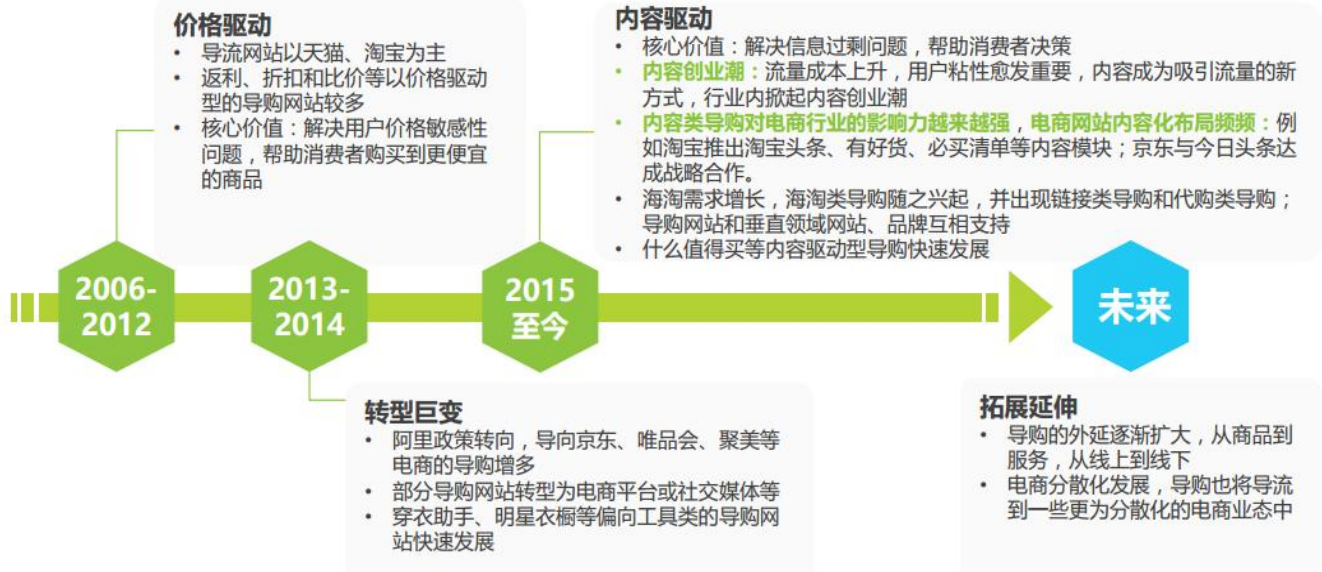 价格驱动
• 导流网站以天猫、淘宝为主
• 返利、折扣和比价等以价格驱动
型的导购网站较多
• 核心价值：解决用户价格敏感性
问题，帮助消费者购买到更便宜
的商品
内容驱动
• 核心价值：解决信息过剩问题，帮助消费者决策
• 内容创业潮：流量成本上升，用户粘性愈发重要，内容成为吸引流量的新
方式，行业内掀起内容创业潮
• 内容类导购对电商行业的影响力越来越强，电商网站内容化布局频频：例
如淘宝推出淘宝头条、有好货、必买清单等内容模块；京东与今日头条达
成战略合作。
• 海淘需求增长，海淘类导购随之兴起，并出现链接类导购和代购类导购；
导购网站和垂直领域网站、品牌互相支持
• 什么值得买等内容驱动型导购快速发展
2006-
2012
2013-
2014
2015
至今
未来
转型巨变
• 阿里政策转向，导向京东、唯品会、聚美等
电商的导购增多
• 部分导购网站转型为电商平台或社交媒体等
• 穿衣助手、明星衣橱等偏向工具类的导购网
站快速发展
拓展延伸
• 导购的外延逐渐扩大，从商品到
服务，从线上到线下
• 电商分散化发展，导购也将导流
到一些更为分散化的电商业态中